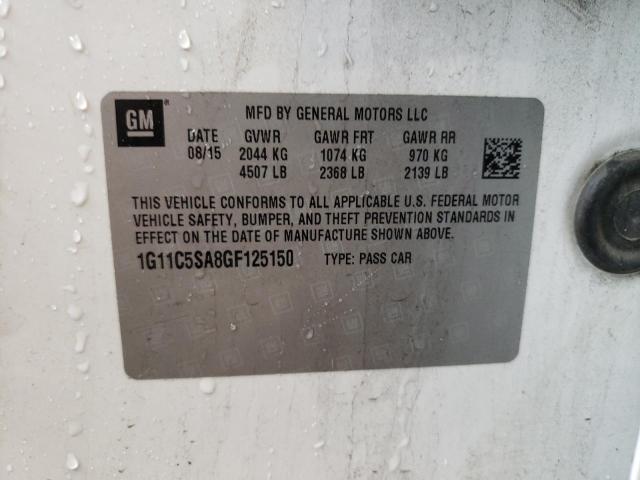 GM ®
MFD BY GENERAL MOTORS LLC
DATE GVWR GAWR FRT GAWR RR
08/15 2044 KG 1074 KG 970 KG
4507 LB 2368 LB 2139 LB
THIS VEHICLE CONFORMS TO ALL APPLICABLE U.S. FEDERAL MOTOR
VEHICLE SAFETY, BUMPER, AND THEFT PREVENTION STANDARDS IN
EFFECT ON THE DATE OF MANUFACTURE SHOWN ABOVE.
1G11C5SA8GF125150 TYPE: PASS CAR